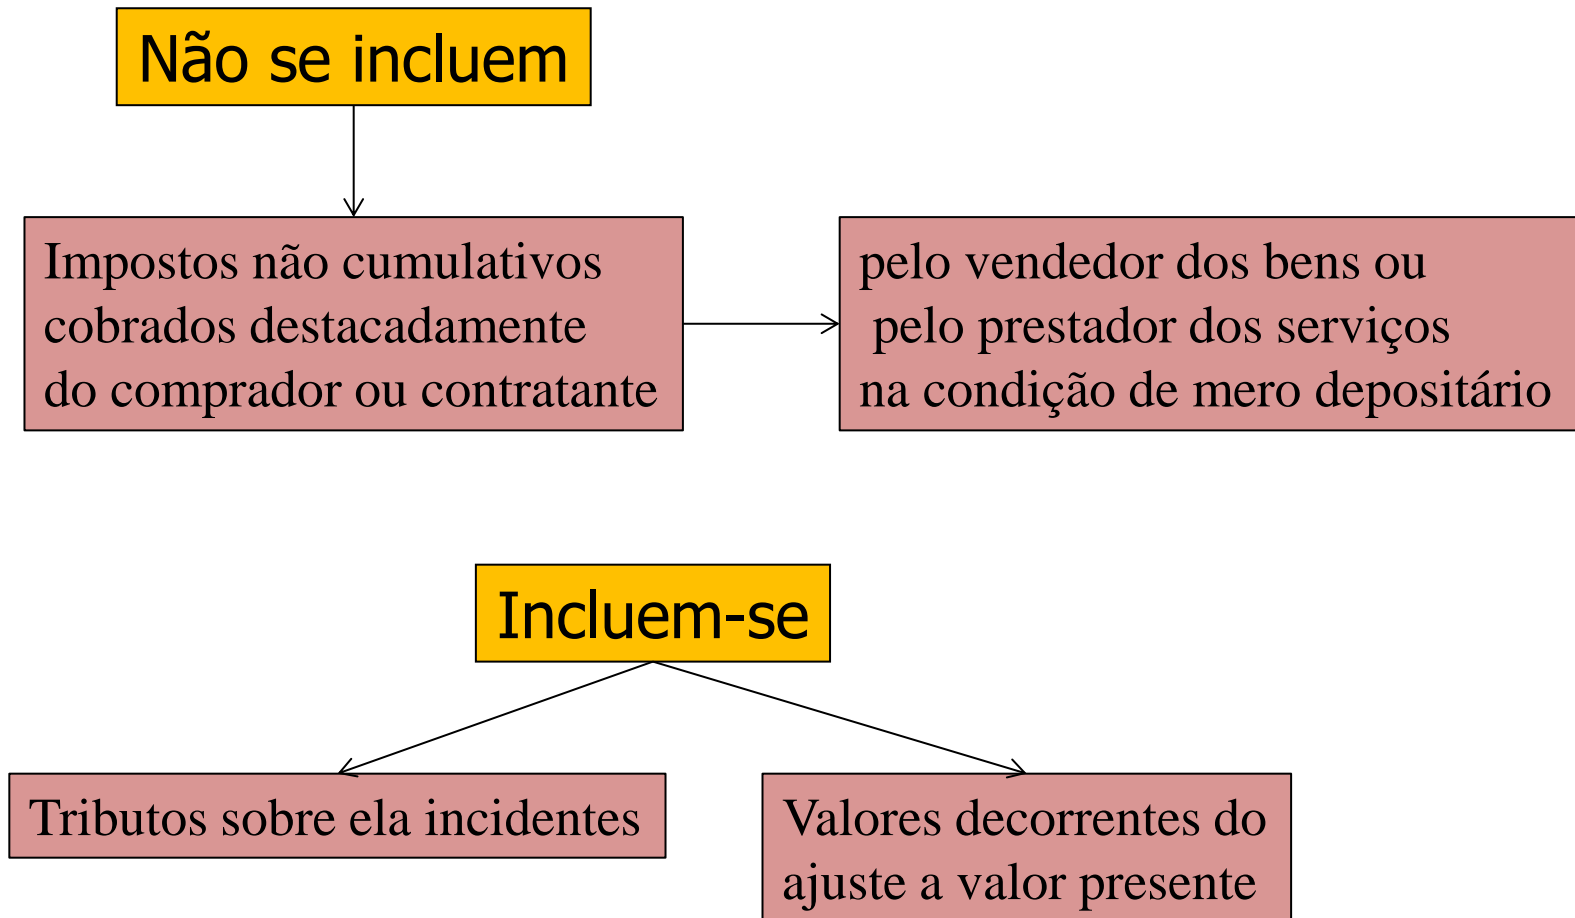 Não se incluem
Impostos não cumulativos
cobrados destacadamente
do comprador ou contratante
pelo vendedor dos bens ou
pelo prestador dos serviços
na condição de mero depositário
Incluem-se
Tributos sobre ela incidentes
Valores decorrentes do
ajuste a valor presente